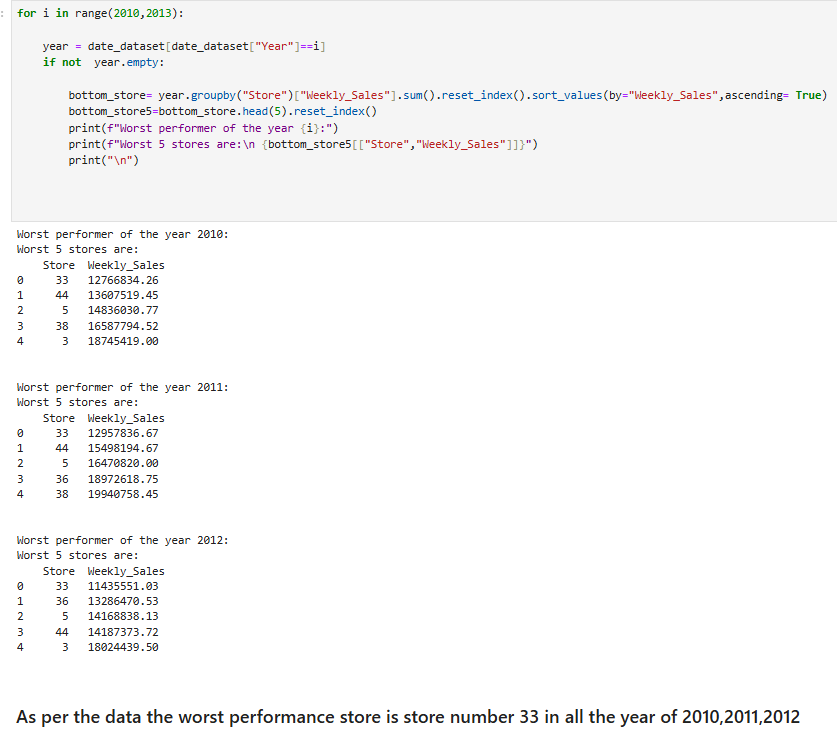 for i in range(2010,2013):
year = date_dataset[date_dataset["Year"]==i]
if not  year.empty:
bottom_store= year.groupby("Store")["Weekly_Sales"].sum().reset_index().sort_values(by="Weekly_Sales",ascending= True)
bottom_store5=bottom_store.head(5).reset_index()
print(f"Worst performer of the year {i}:")
print(f"Worst 5 stores are:\n {bottom_store5[["Store","Weekly_Sales"]]}")
print("\n")
Worst performer of the year 2010:
Worst 5 stores are:
Store  Weekly_Sales
0     33   12766834.26
1     44   13607519.45
2      5   14836030.77
3     38   16587794.52
4      3   18745419.00
Worst performer of the year 2011:
Worst 5 stores are:
Store  Weekly_Sales
0     33   12957836.67
1     44   15498194.67
2      5   16470820.00
3     36   18972618.75
4     38   19940758.45
Worst performer of the year 2012:
Worst 5 stores are:
Store  Weekly_Sales
0     33   11435551.03
1     36   13286470.53
2      5   14168838.13
3     44   14187373.72
4      3   18024439.50
As per the data the worst performance store is store number 33 in all the year of 2010,2011,2012